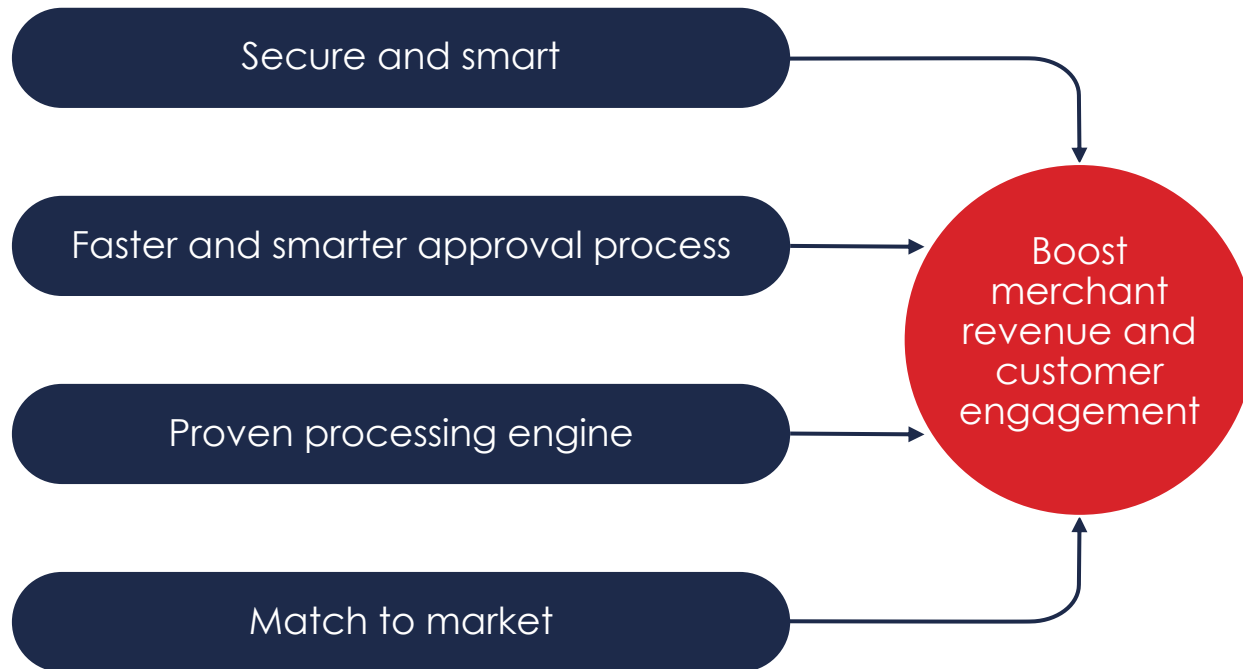 Secure and smart
Faster and smarter approval process
Proven processing engine
Match to market
Boost
merchant
revenue and
customer
engagement